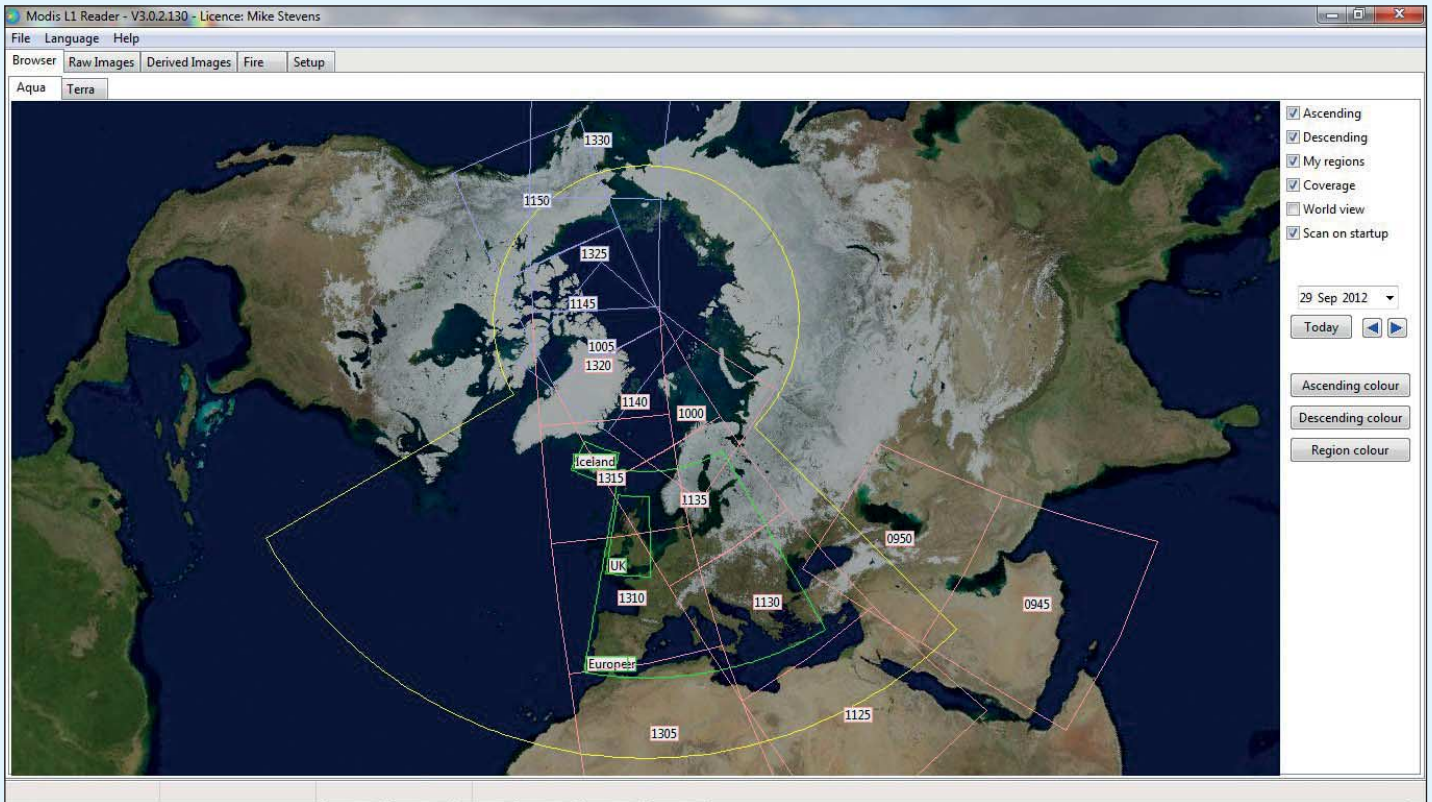 Modis L1 Reader - V3.0.2.130 - Licence: Mike Stevens
File Language Help
Browser Raw Images Derived Images Fire Setup
Aqua Terra
Ascending
Descending
My regions
Coverage
World view
Scan on startup
29 Sep 2012
Today
Ascending colour
Descending colour
Region colour
1330
1150
1325
1145
1005
1320
1140
1000
Iceland
1315
1135
0950
UK
1310
1130
0945
Europe
1125
1305